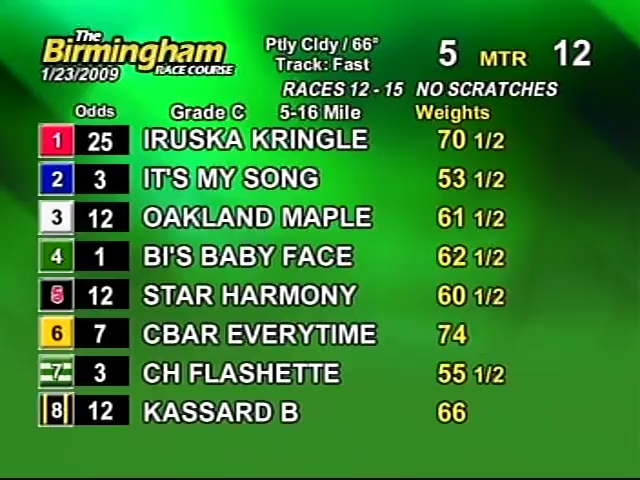 The
Birmingham
RACE COURSE
1/23/2009
Ptly Cldy / 66°
Track: Fast
5 MTR 12
RACES 12 - 15 NO SCRATCHES
Odds Grade C 5-16 Mile Weights
1 25 IRUSKA KRINGLE 70 1/2
2 3 IT'S MY SONG 53 1/2
3 12 OAKLAND MAPLE 61 1/2
4 1 BI'S BABY FACE 62 1/2
5 12 STAR HARMONY 60 1/2
6 7 CBAR EVERYTIME 74
7 3 CH FLASHETTE 55 1/2
8 12 KASSARD B 66